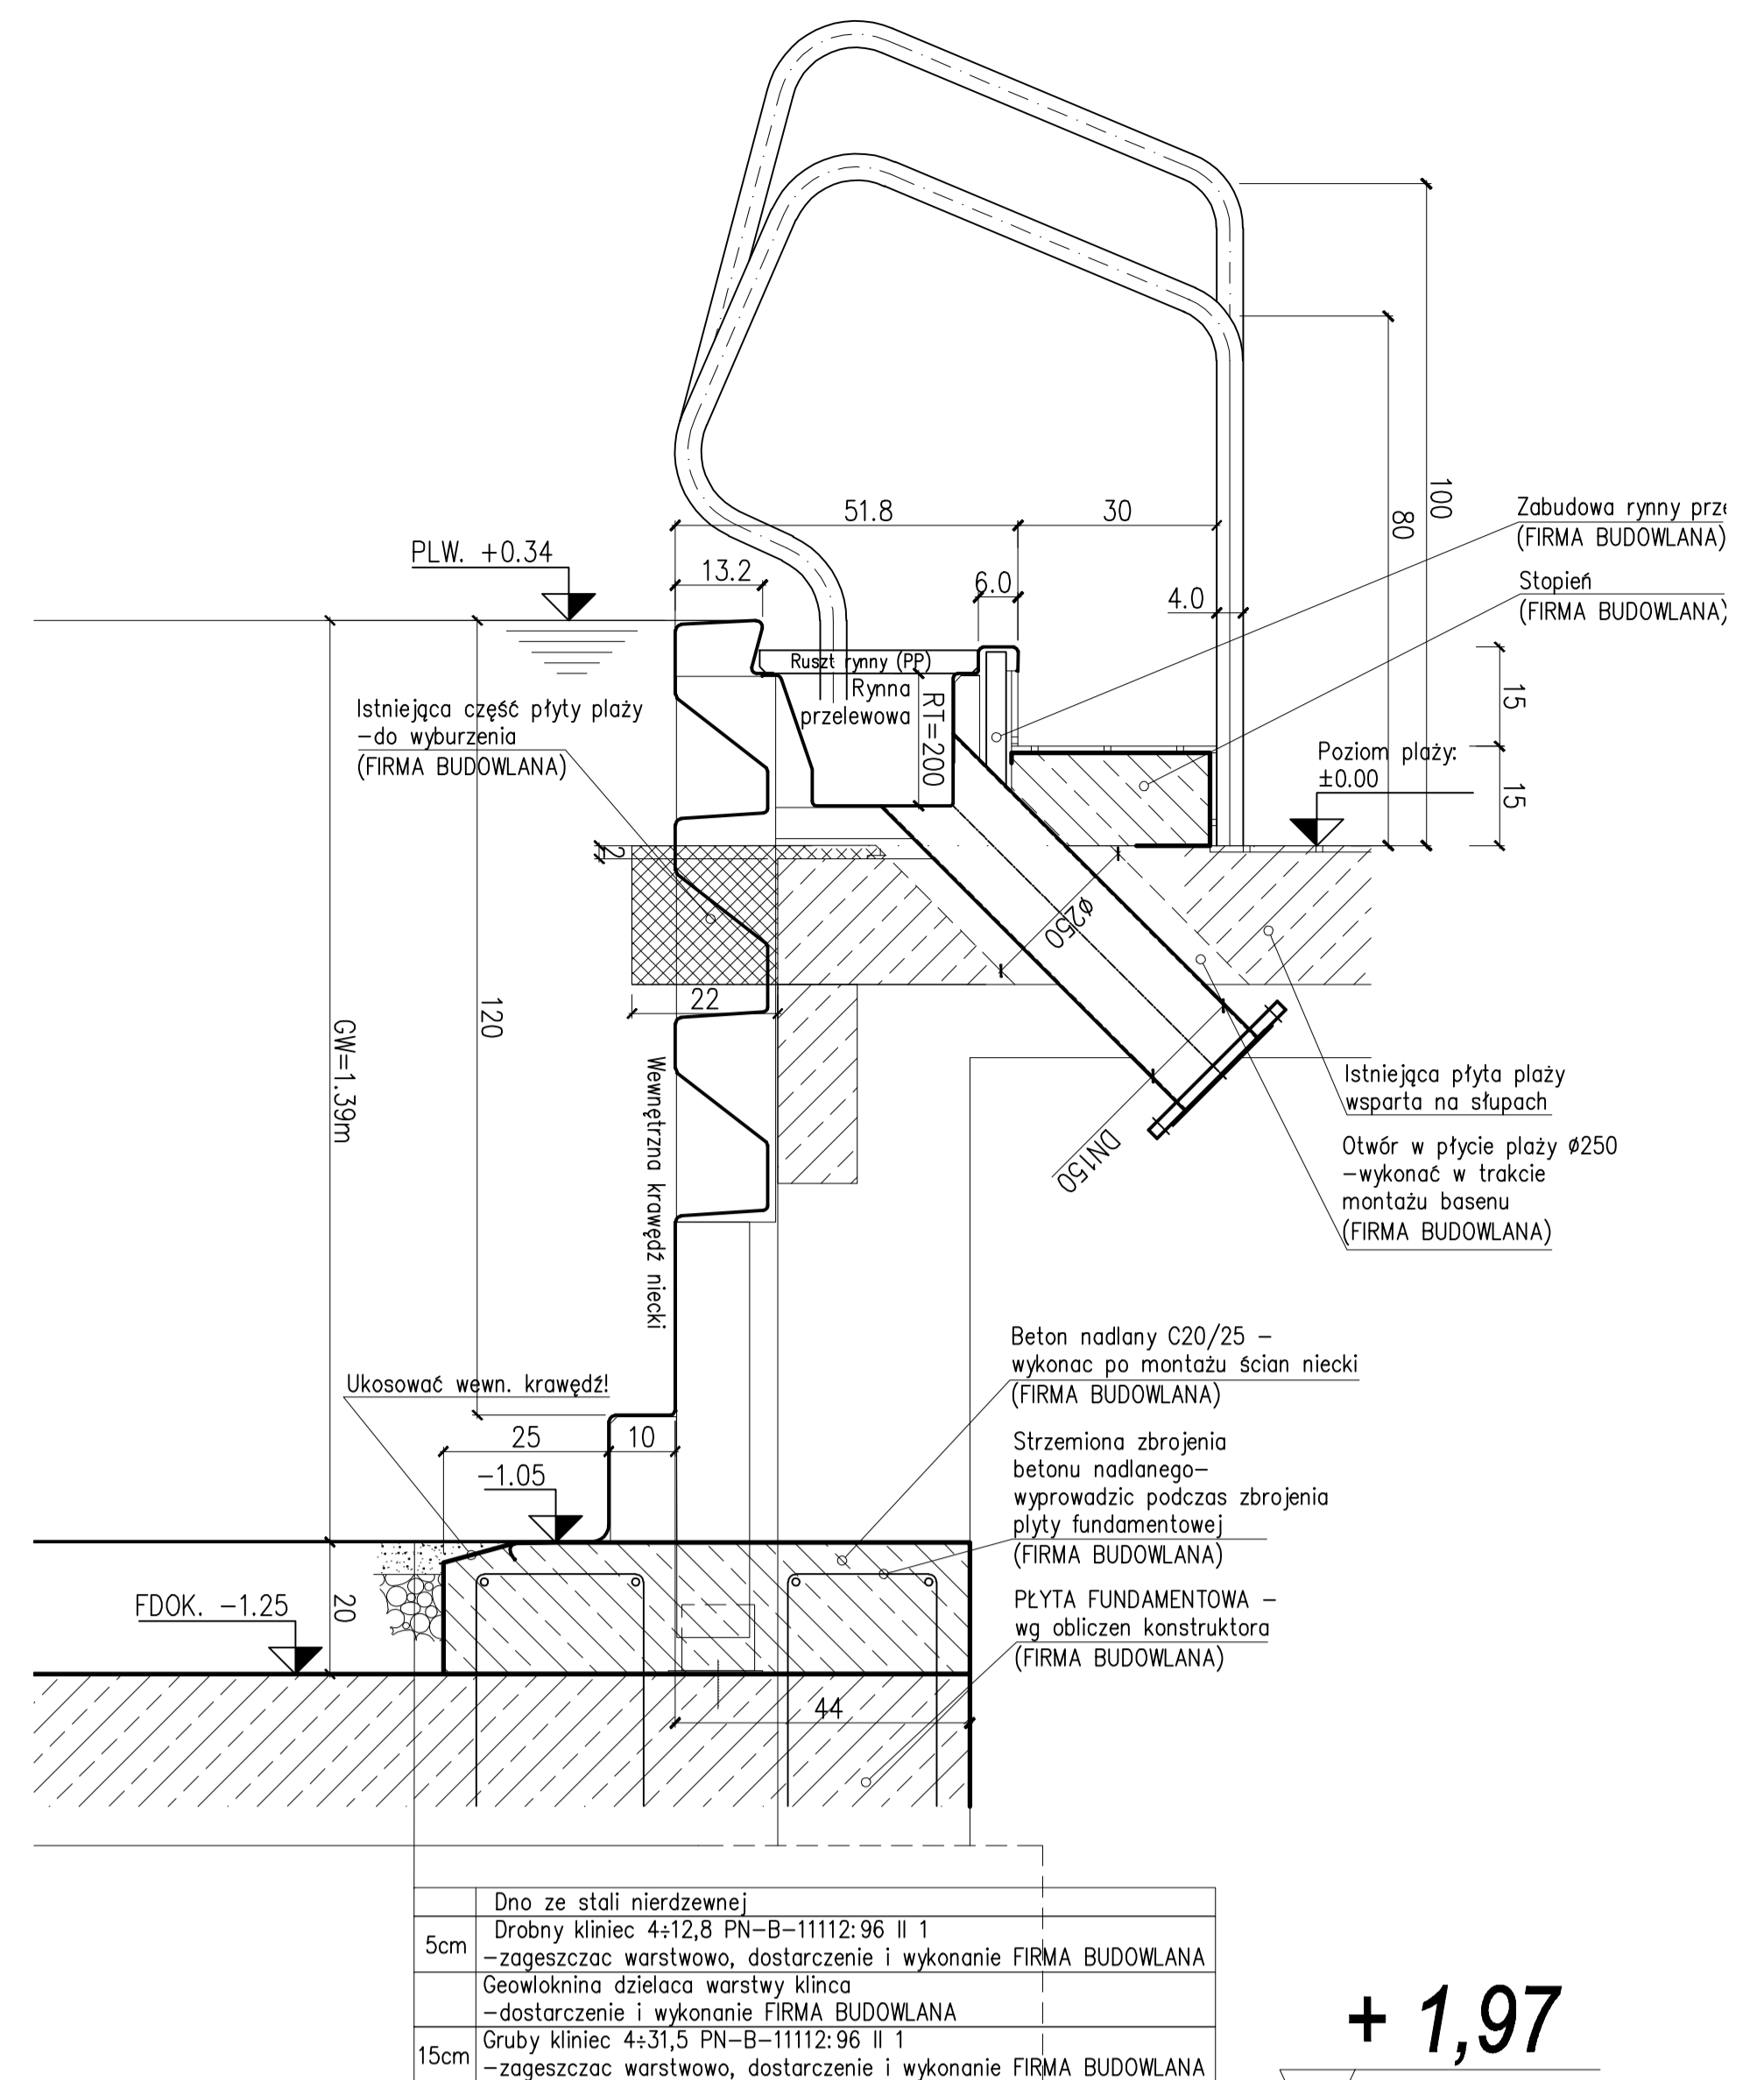 100
80
51.8
30
Zabudowa rynny prze
(FIRMA BUDOWLANA)
PLW. +0.34
13.2
6.0
4.0
Stopień
(FIRMA BUDOWLANA)
Ruszt rynny (PP)
Rynna
przelewowa
RT=200
15
Istniejąca część płyty plaży
-do wyburzenia
(FIRMA BUDOWLANA)
Poziom plaży:
±0.00
15
2
ø250
22
120
GW=1.39m
Wewnętrzna krawędź niecki
DN150
Istniejąca płyta plaży
wsparta na słupach
Otwór w płycie plaży ø250
-wykonać w trakcie
montażu basenu
(FIRMA BUDOWLANA)
Beton nadlany C20/25 -
wykonac po montażu ścian niecki
(FIRMA BUDOWLANA)
Ukosować wewn. krawędź!
25
10
-1.05
Strzemiona zbrojenia
betonu nadlanego-
wyprowadzic podczas zbrojenia
plyty fundamentowej
(FIRMA BUDOWLANA)
FDOK. -1.25
20
PŁYTA FUNDAMENTOWA -
wg obliczen konstruktora
(FIRMA BUDOWLANA)
44
Dno ze stali nierdzewnej
5cm
Drobny kliniec 4÷12,8 PN-B-11112:96 II 1
-zageszczac warstwowo, dostarczenie i wykonanie FIRMA BUDOWLANA
Geowloknina dzielaca warstwy klinca
-dostarczenie i wykonanie FIRMA BUDOWLANA
15cm
Gruby kliniec 4÷31,5 PN-B-11112:96 II 1
-zageszczac warstwowo, dostarczenie i wykonanie FIRMA BUDOWLANA
+ 1,97